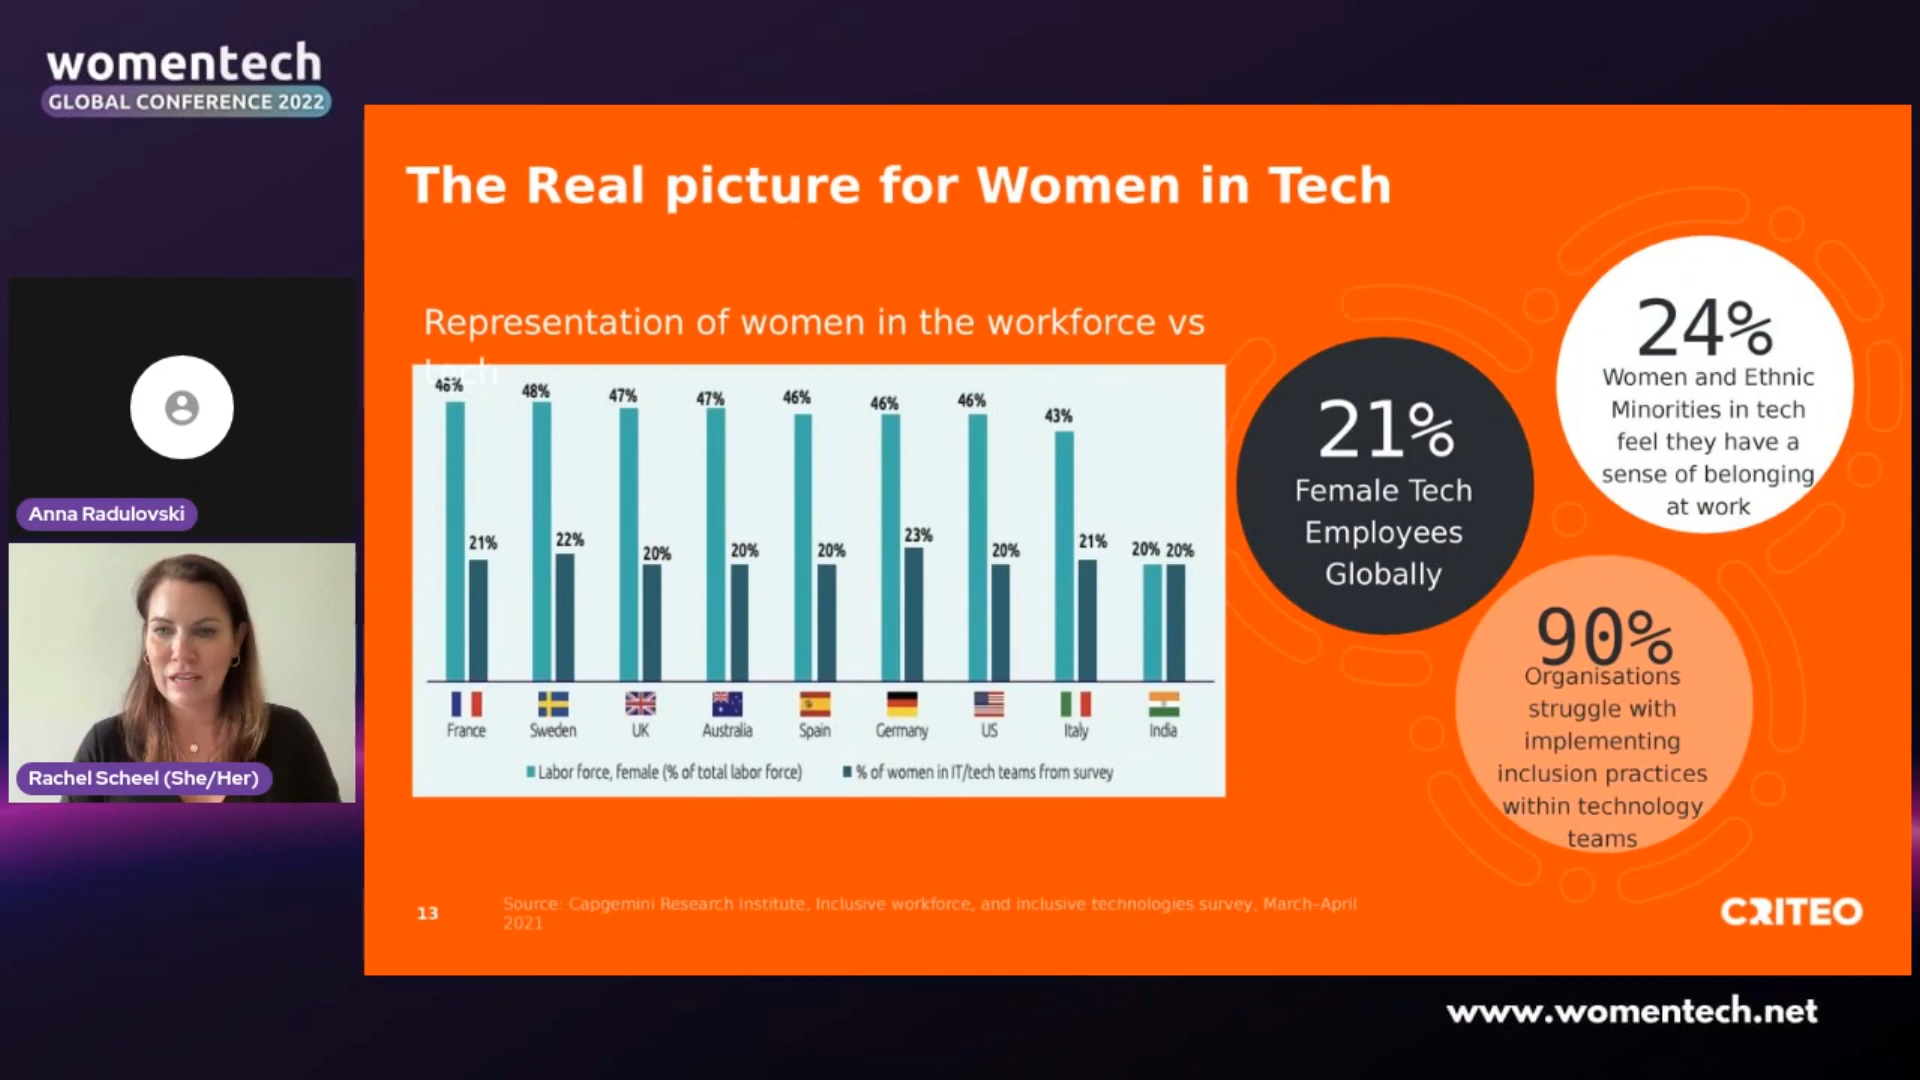 womentech
GLOBAL CONFERENCE 2022
The Real picture for Women in Tech
Representation of women in the workforce vs
tech
48%
21%
48%
22%
47%
20%
47%
20%
46%
20%
46%
23%
46%
20%
43%
21%
20%
20%
France
Sweden
UK
Australia
Spain
Germany
US
Italy
India
Labor force, female (% of total labor force)
% of women in IT/tech teams from survey
21%
Female Tech
Employees
Globally
24%
Women and Ethnic
Minorities in tech
feel they have a
sense of belonging
at work
90%
Organisations
struggle with
implementing
inclusion practices
within technology
teams
Anna Radulovski
Rachel Scheel (She/Her)
13
Source: Capgemini Research Institute, Inclusive workforce, and inclusive technologies survey, March–April
2021
CRITEO
www.womentech.net